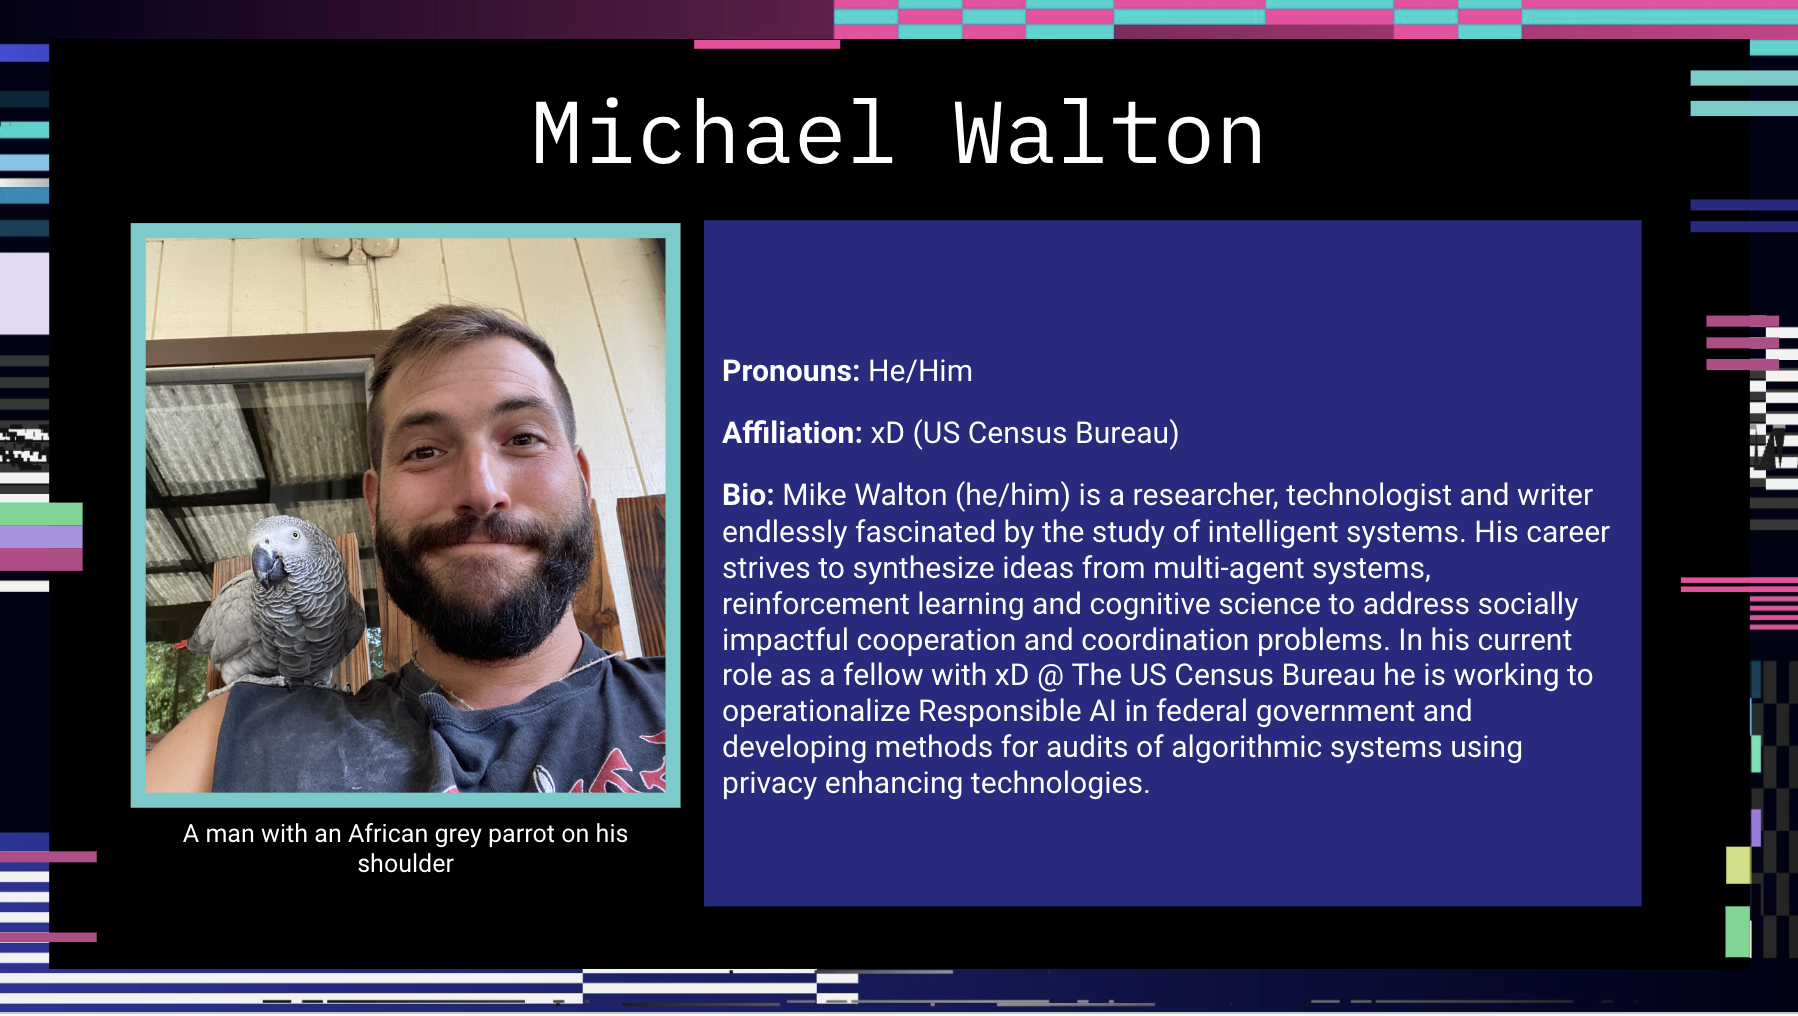 Michael Walton
Pronouns: He/Him
Affiliation: xD (US Census Bureau)
Bio: Mike Walton (he/him) is a researcher, technologist and writer
endlessly fascinated by the study of intelligent systems. His career
strives to synthesize ideas from multi-agent systems,
reinforcement learning and cognitive science to address socially
impactful cooperation and coordination problems. In his current
role as a fellow with xD @ The US Census Bureau he is working to
operationalize Responsible AI in federal government and
developing methods for audits of algorithmic systems using
privacy enhancing technologies.
A man with an African grey parrot on his
shoulder